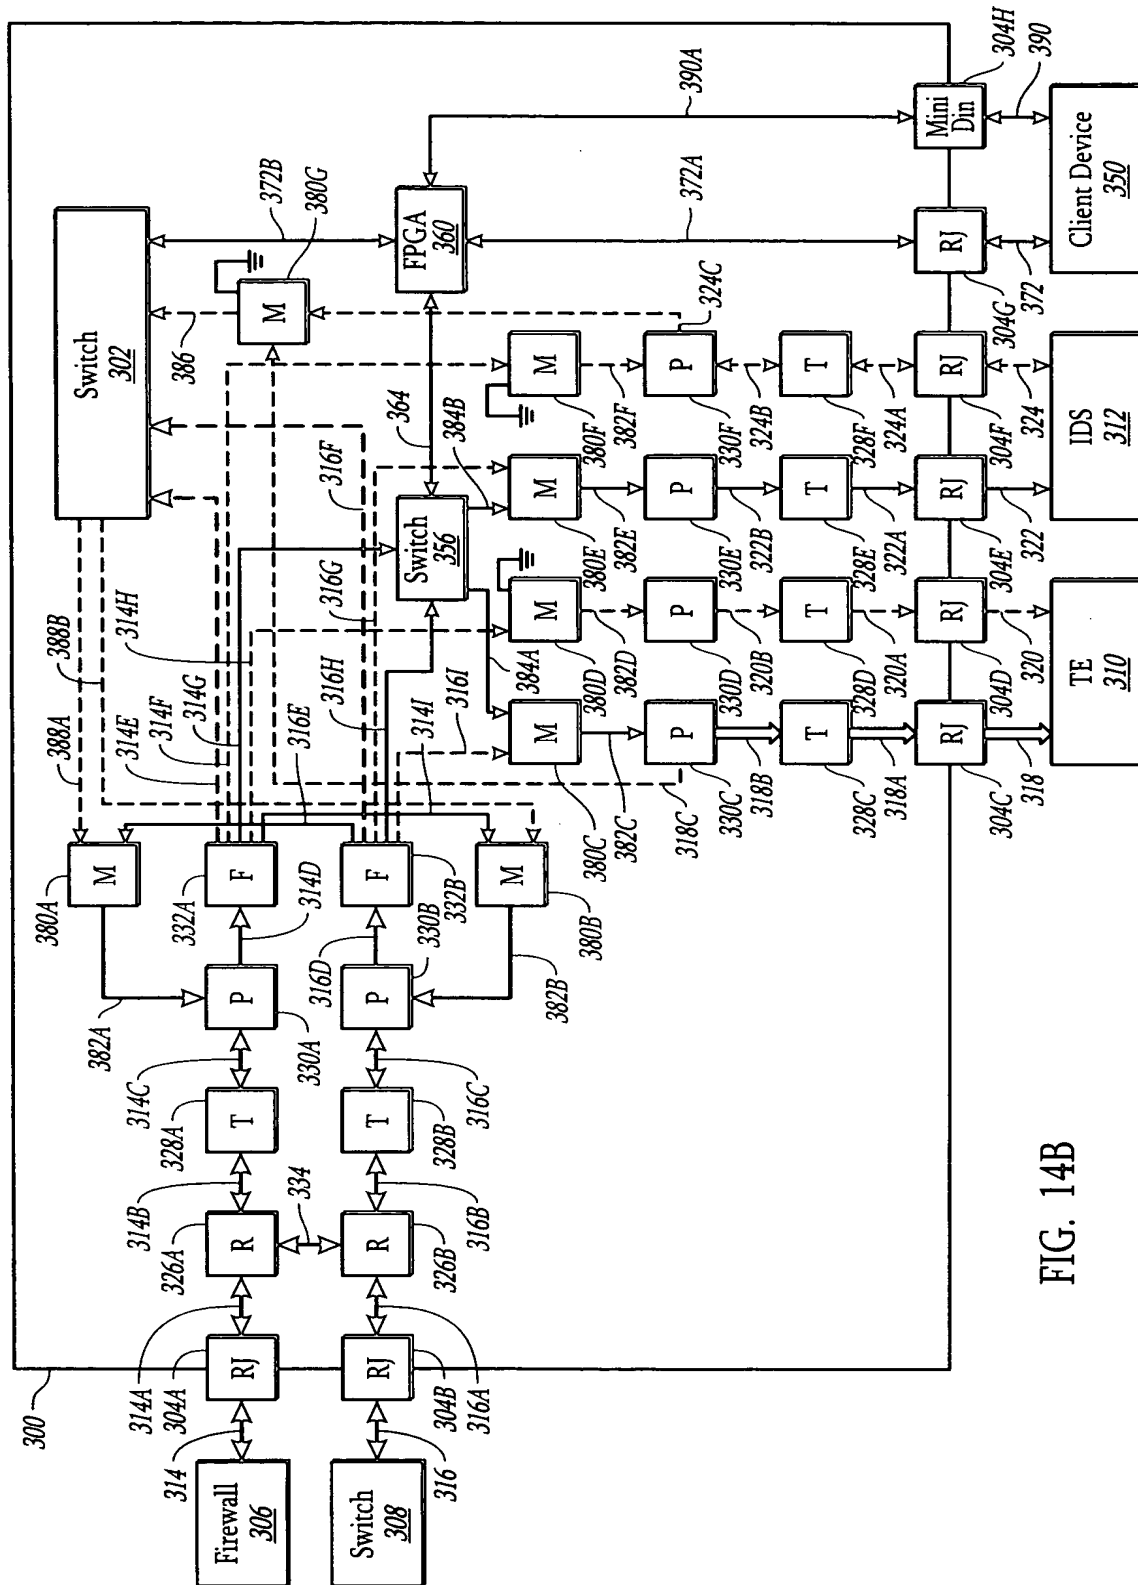 300
Firewall
306
314
304A
RJ
314A
326A
R
314B
328A
T
314C
330A
P
382A
314D
332A
F
380A
M
Switch
308
316
304B
RJ
316A
334
326B
R
316B
328B
T
316C
330B
P
316D
332B
F
382B
380B
M
388A
388B
314E
314F
314G
314H
316E
314I
316F
316G
316H
316I
Switch
302
386
M
380G
372B
FPGA
360
390A
372A
364
Switch
356
384A
384B
M
380C
382C
318C
P
330C
318B
T
328C
318A
RJ
304C
318
M
380D
382D
P
330D
320B
T
328D
320A
RJ
304D
320
TE
310
M
380E
382E
P
330E
322B
T
328E
322A
RJ
304E
322
M
380F
382F
324C
P
330F
324B
T
328F
324A
RJ
304F
324
IDS
312
RJ
304G
372
Mini
Din
304H
390
Client Device
350
FIG. 14B